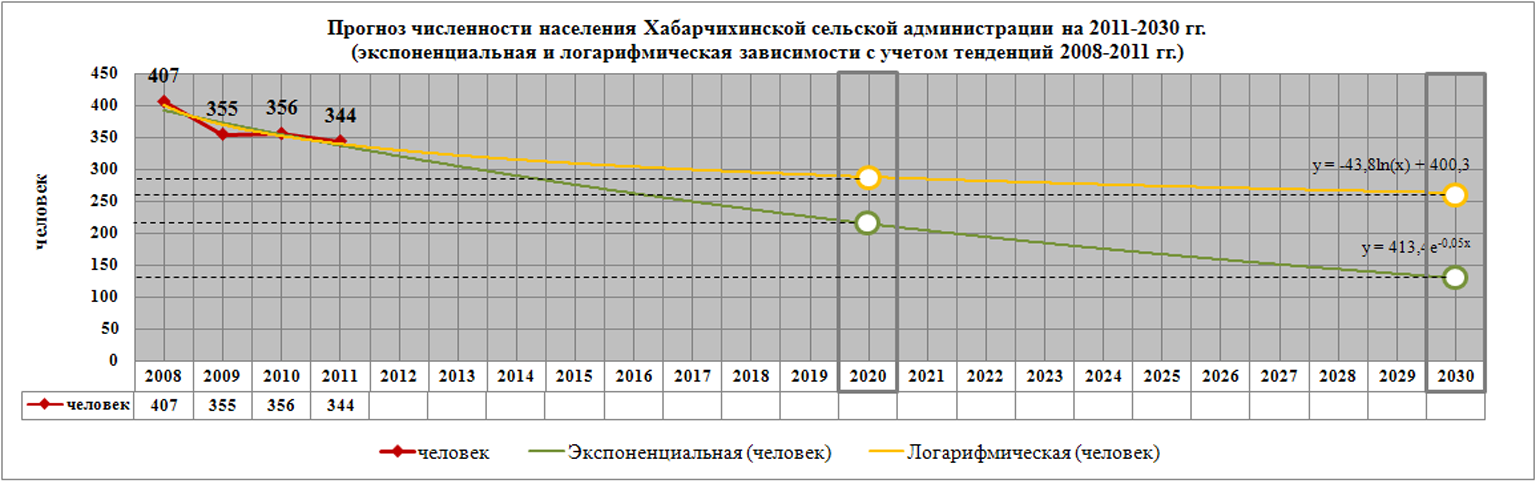 Прогноз численности населения Хабарчихинской сельской администрации на 2011-2030 гг.
(экспоненциальная и логарифмическая зависимости с учетом тенденций 2008-2011 гг.)
человек
450
400
350
300
250
200
150
100
50
0
407
355
356
344
y = -43,8ln(x) + 400,3
y = 413,4e-0,05x
2008 2009 2010 2011 2012 2013 2014 2015 2016 2017 2018 2019 2020 2021 2022 2023 2024 2025 2026 2027 2028 2029 2030
человек 407 355 356 344
человек Экспоненциальная (человек) Логарифмическая (человек)